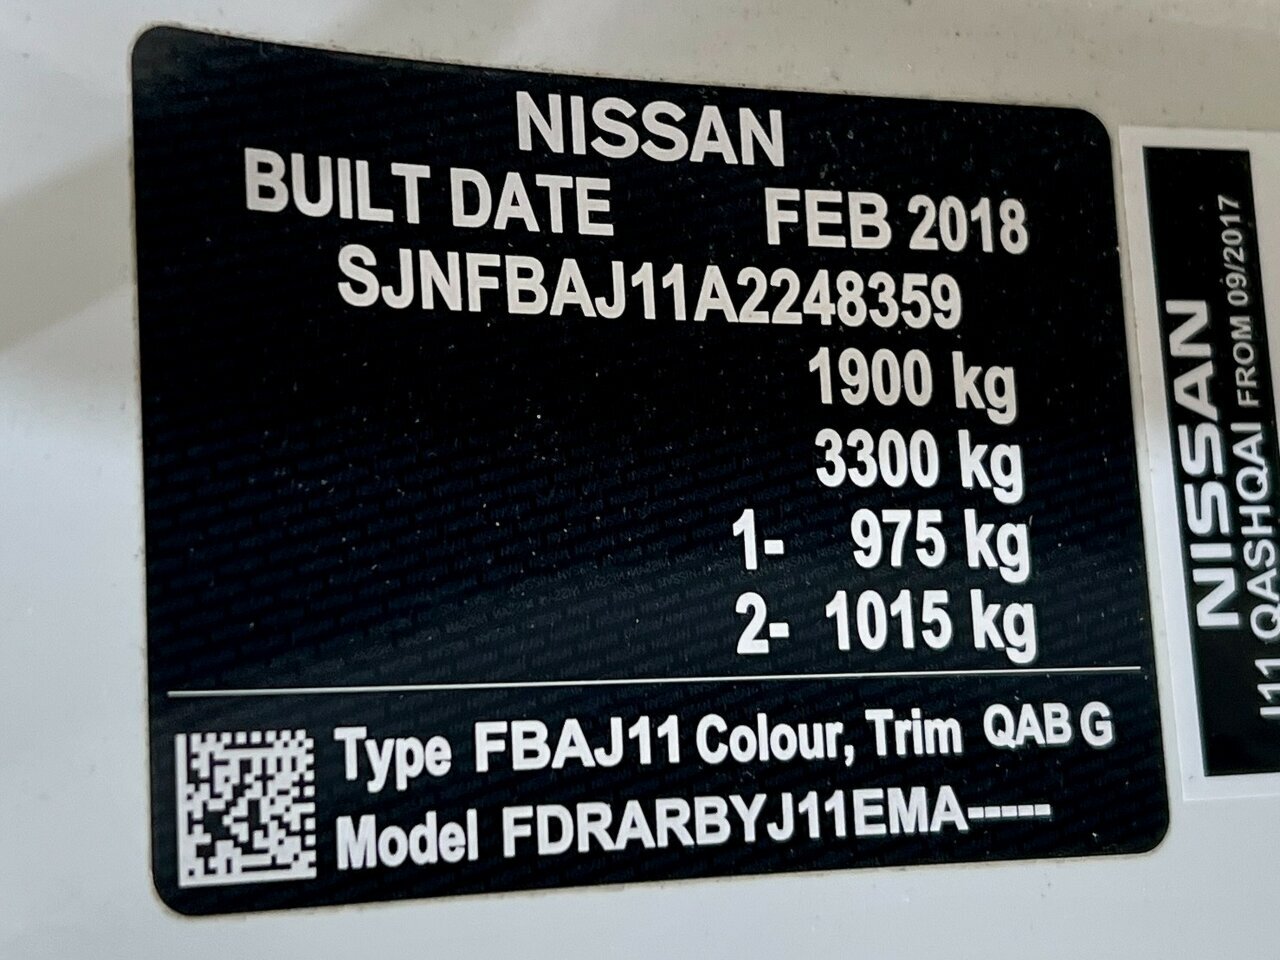 NISSAN
BUILT DATE FEB 2018
SJNFBAJ11A2248359
1900 kg
3300 kg
1- 975 kg
2- 1015 kg
Type FBAJ11 Colour, Trim QAB G
Model FDRARBYJ11EMA-----
NISSAN
J11 QASHQAI FROM 09/2017